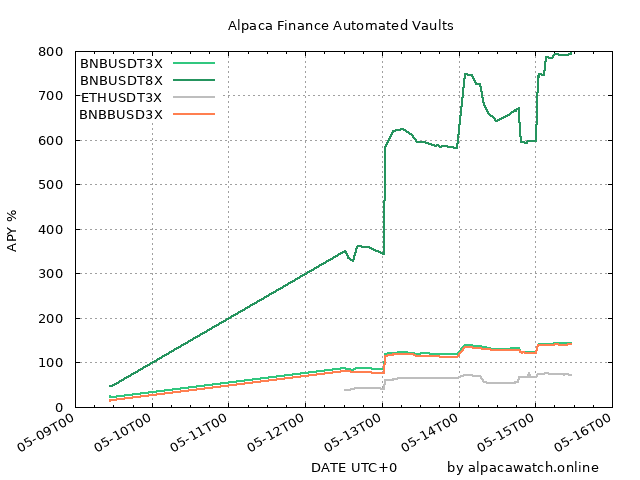 Alpaca Finance Automated Vaults
BNBUSDT3X
BNBUSDT8X
ETHUSDT3X
BNBBUSD3X
800
700
600
500
400
300
200
100
0
APY %
05-09T00
05-10T00
05-11T00
05-12T00
05-13T00
05-14T00
05-15T00
05-16T00
DATE UTC+0
by alpacawatch.online